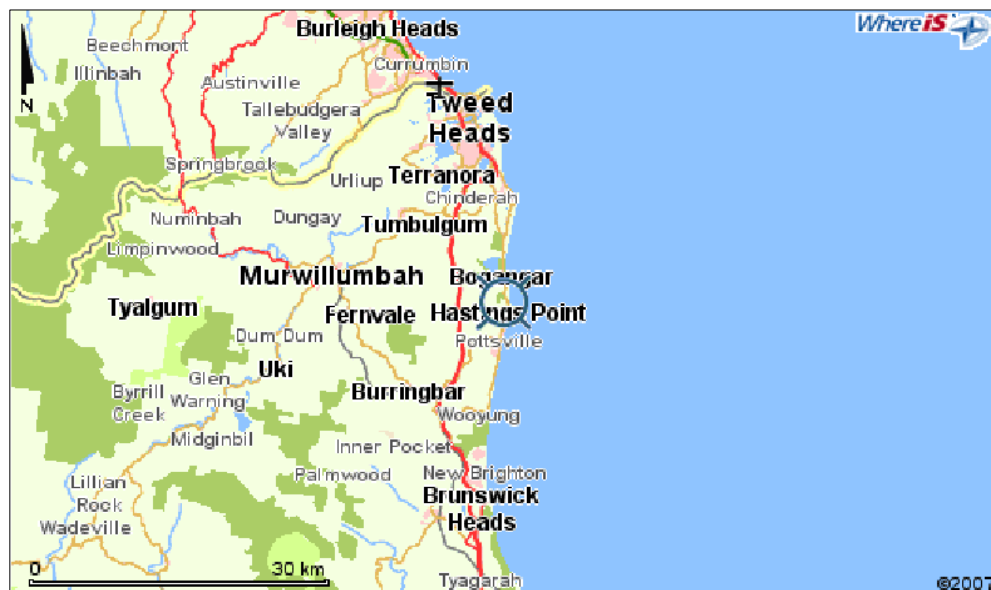 WhereiS
Burleigh Heads
Beechmont
Currumbin
Illinbah
Austinville
N
Tallebudgera
Valley
Tweed
Heads
Springbrook
Urliup
Terranora
Chinderah
Numinbah
Dungay
Tumbulgum
Limpinwood
Murwillumbah
Bogangar
Tyalgum
Fernvale
Hastings Point
Dum Dum
Pottsville
Uki
Glen
Warning
Byrrill
Creek
Burringbar
Wooyung
Midginbil
Inner Pocket
Palmwood
New Brighton
Lillian
Rock
Brunswick
Heads
Wadeville
0
30 km
Tyagarah
©2007